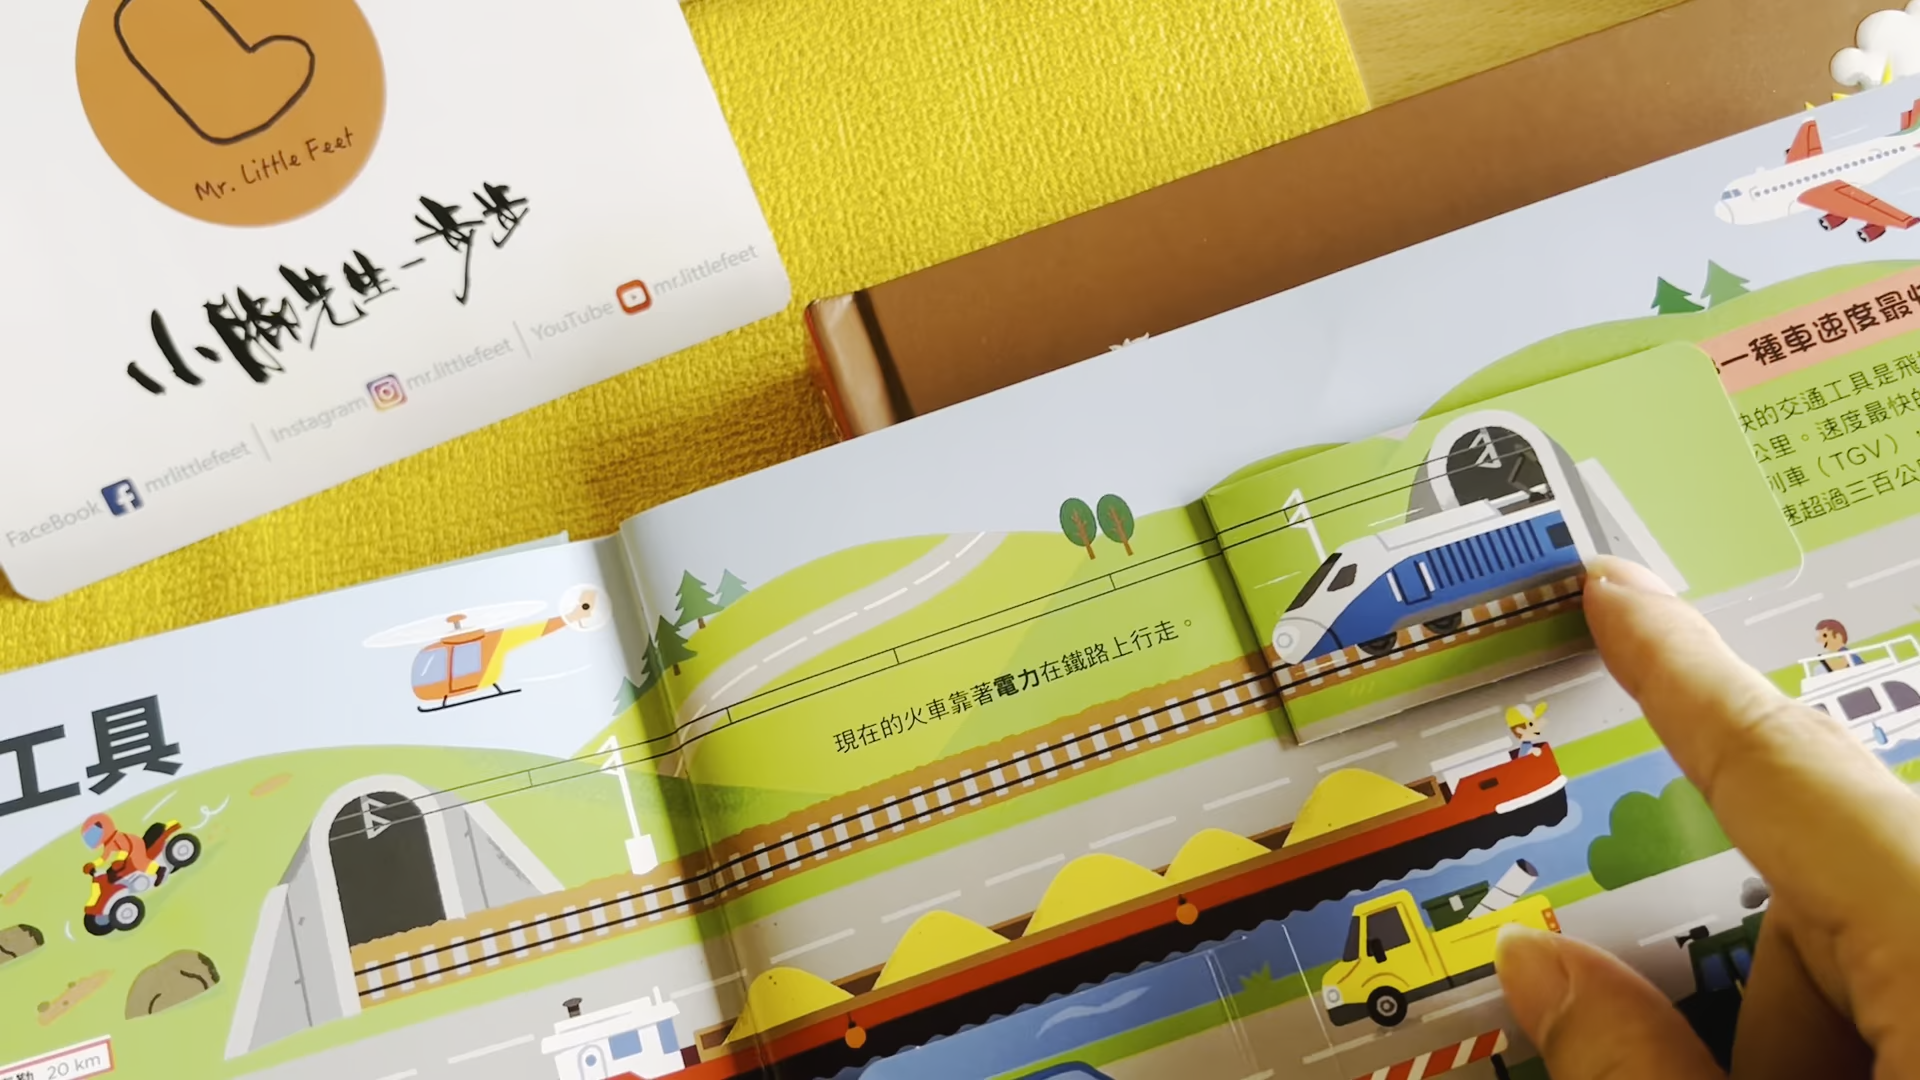 Mr. Little Feet
小腳先生一步步
FaceBook mrlittlefeet | Instagram mr.littlefeet | YouTube mr.littlefeet
工具
現在的火車靠著電力在鐵路上行走。
一種車速度最快
快的交通工具是飛
公里。速度最快的
列車（TGV），
速超過三百公
20 km